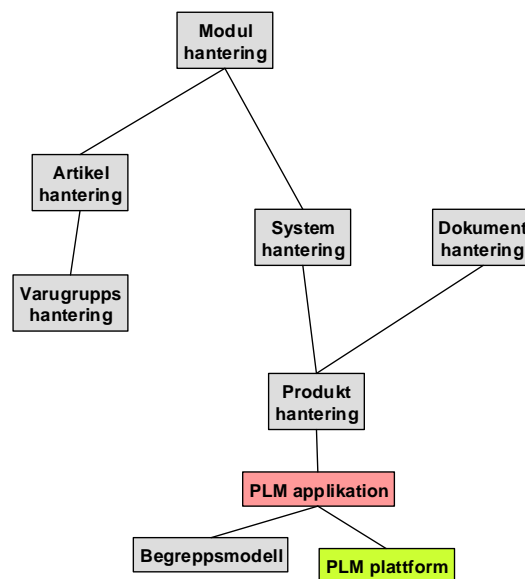 Modul
hantering
Artikel
hantering
System
hantering
Dokument
hantering
Varugrupps
hantering
Produkt
hantering
PLM applikation
Begreppsmodell
PLM plattform